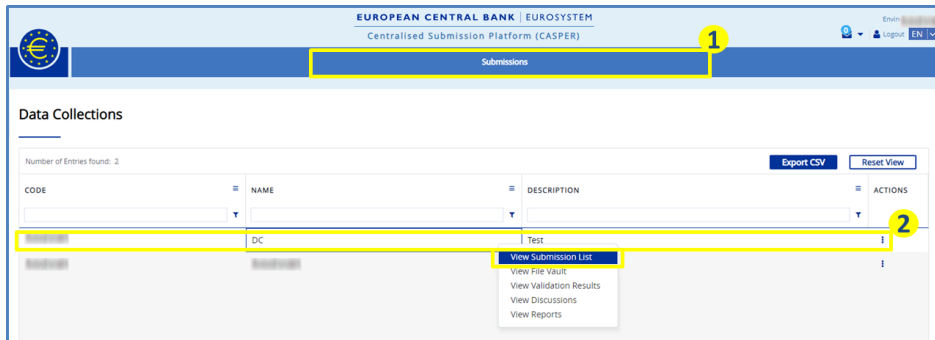 EUROPEAN CENTRAL BANK | EUROSYSTEM
Centralised Submission Platform (CASPER)
Envin
0
Logout EN
1
Submissions
Data Collections
Number of Entries found: 2
Export CSV Reset View
CODE NAME DESCRIPTION ACTIONS
2
DC Test
View Submission List
View File Vault
View Validation Results
View Discussions
View Reports